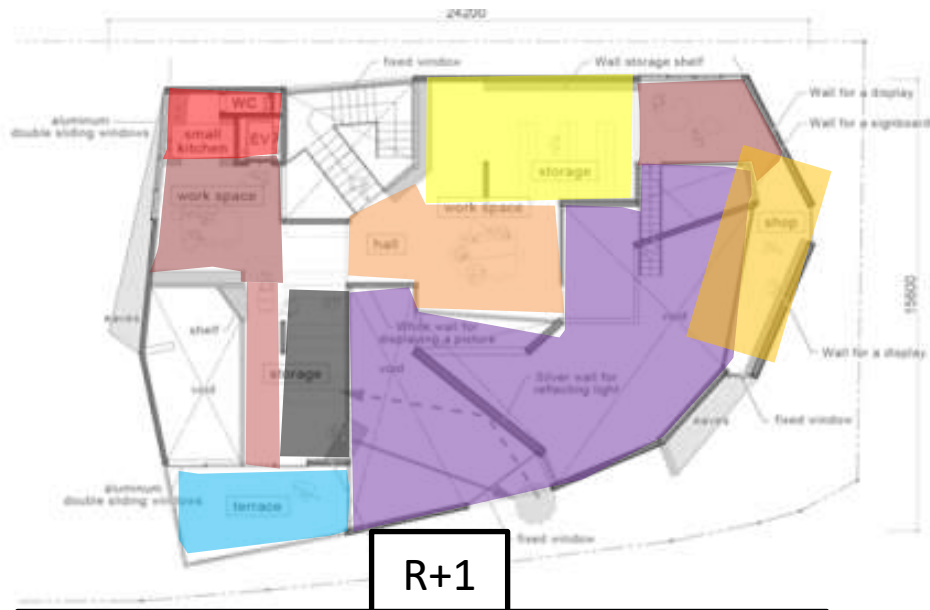 24200
fixed window
Wall storage shelf
aluminum
double sliding windows
WC
small
kitchen
EV
Wall for a display
Wall for a signboard
storage
work space
work space
shop
hall
15600
eaves
shelf
White wall for
displaying a picture
void
Wall for a display
storage
void
void
Silver wall for
reflecting light
eaves
fixed window
aluminum
double sliding windows
terrace
fixed window
R+1